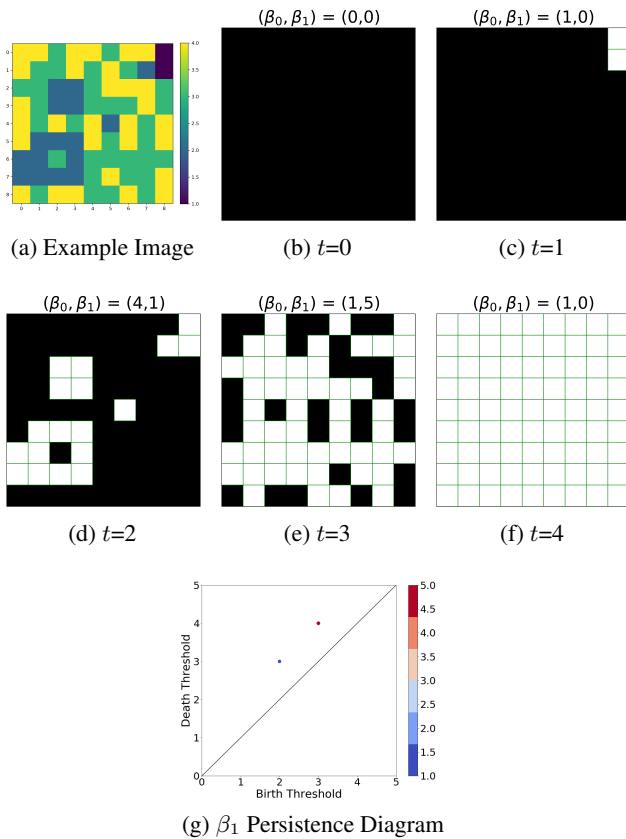 (β₀, β₁) = (0,0)
(β₀, β₁) = (1,0)
0
1
2
3
4
5
6
7
8
0 1 2 3 4 5 6 7 8
4.0
3.5
3.0
2.5
2.0
1.5
1.0
(a) Example Image
(b) t=0
(c) t=1
(β₀, β₁) = (4,1)
(β₀, β₁) = (1,5)
(β₀, β₁) = (1,0)
(d) t=2
(e) t=3
(f) t=4
Death Threshold
5
4
3
2
1
0
0 1 2 3 4 5
Birth Threshold
5.0
4.5
4.0
3.5
3.0
2.5
2.0
1.5
1.0
(g) β₁ Persistence Diagram